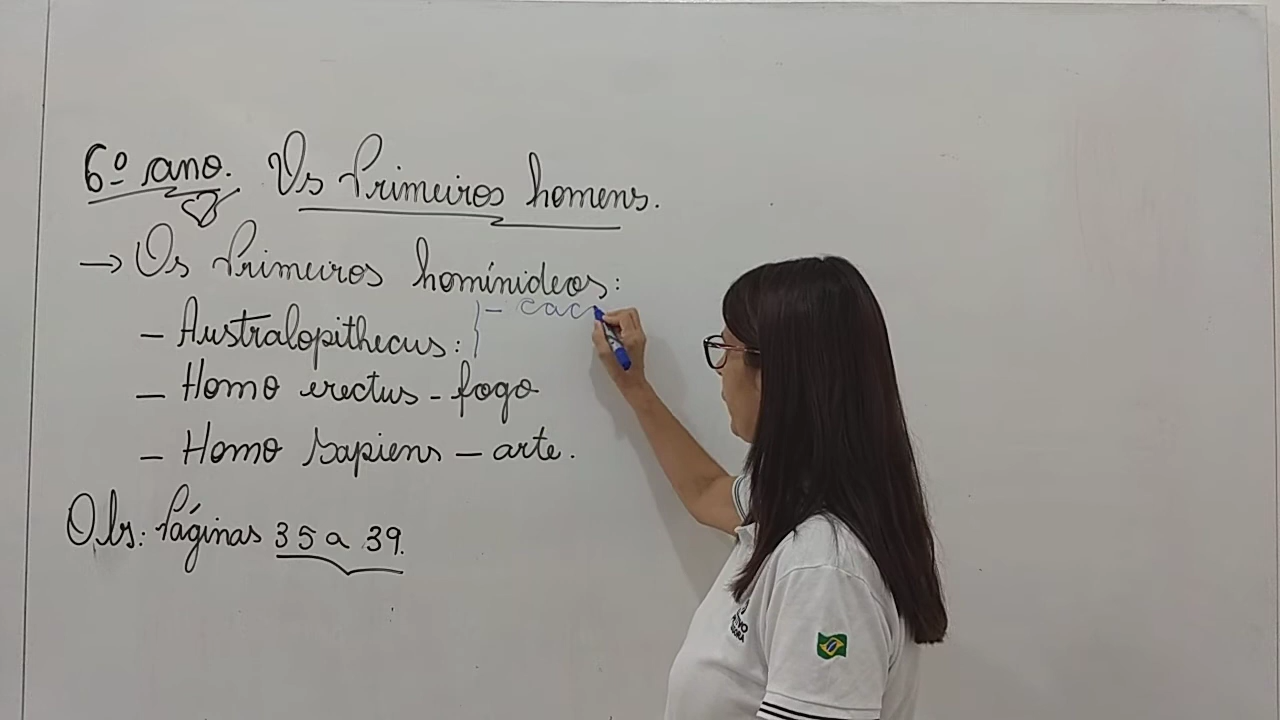 6º ano. Os Primeiros homens.
→ Os Primeiros homínideos:
- Australopithecus: } - cac
- Homo erectus - fogo
- Homo sapiens - arte.
Obs: Páginas 35 a 39.